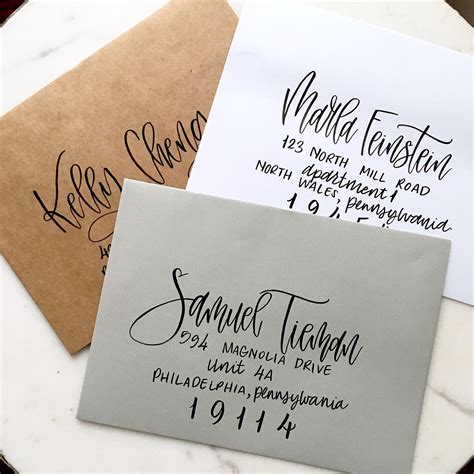 Kelly Cheng
Marla Feinstein
123 NORTH MILL ROAD
apartment 1
NORTH WALES, pennsylvania
Samuel Tieman
594 MAGNOLIA DRIVE
Unit 4A
PHILADELPHIA, pennsylvania
19114